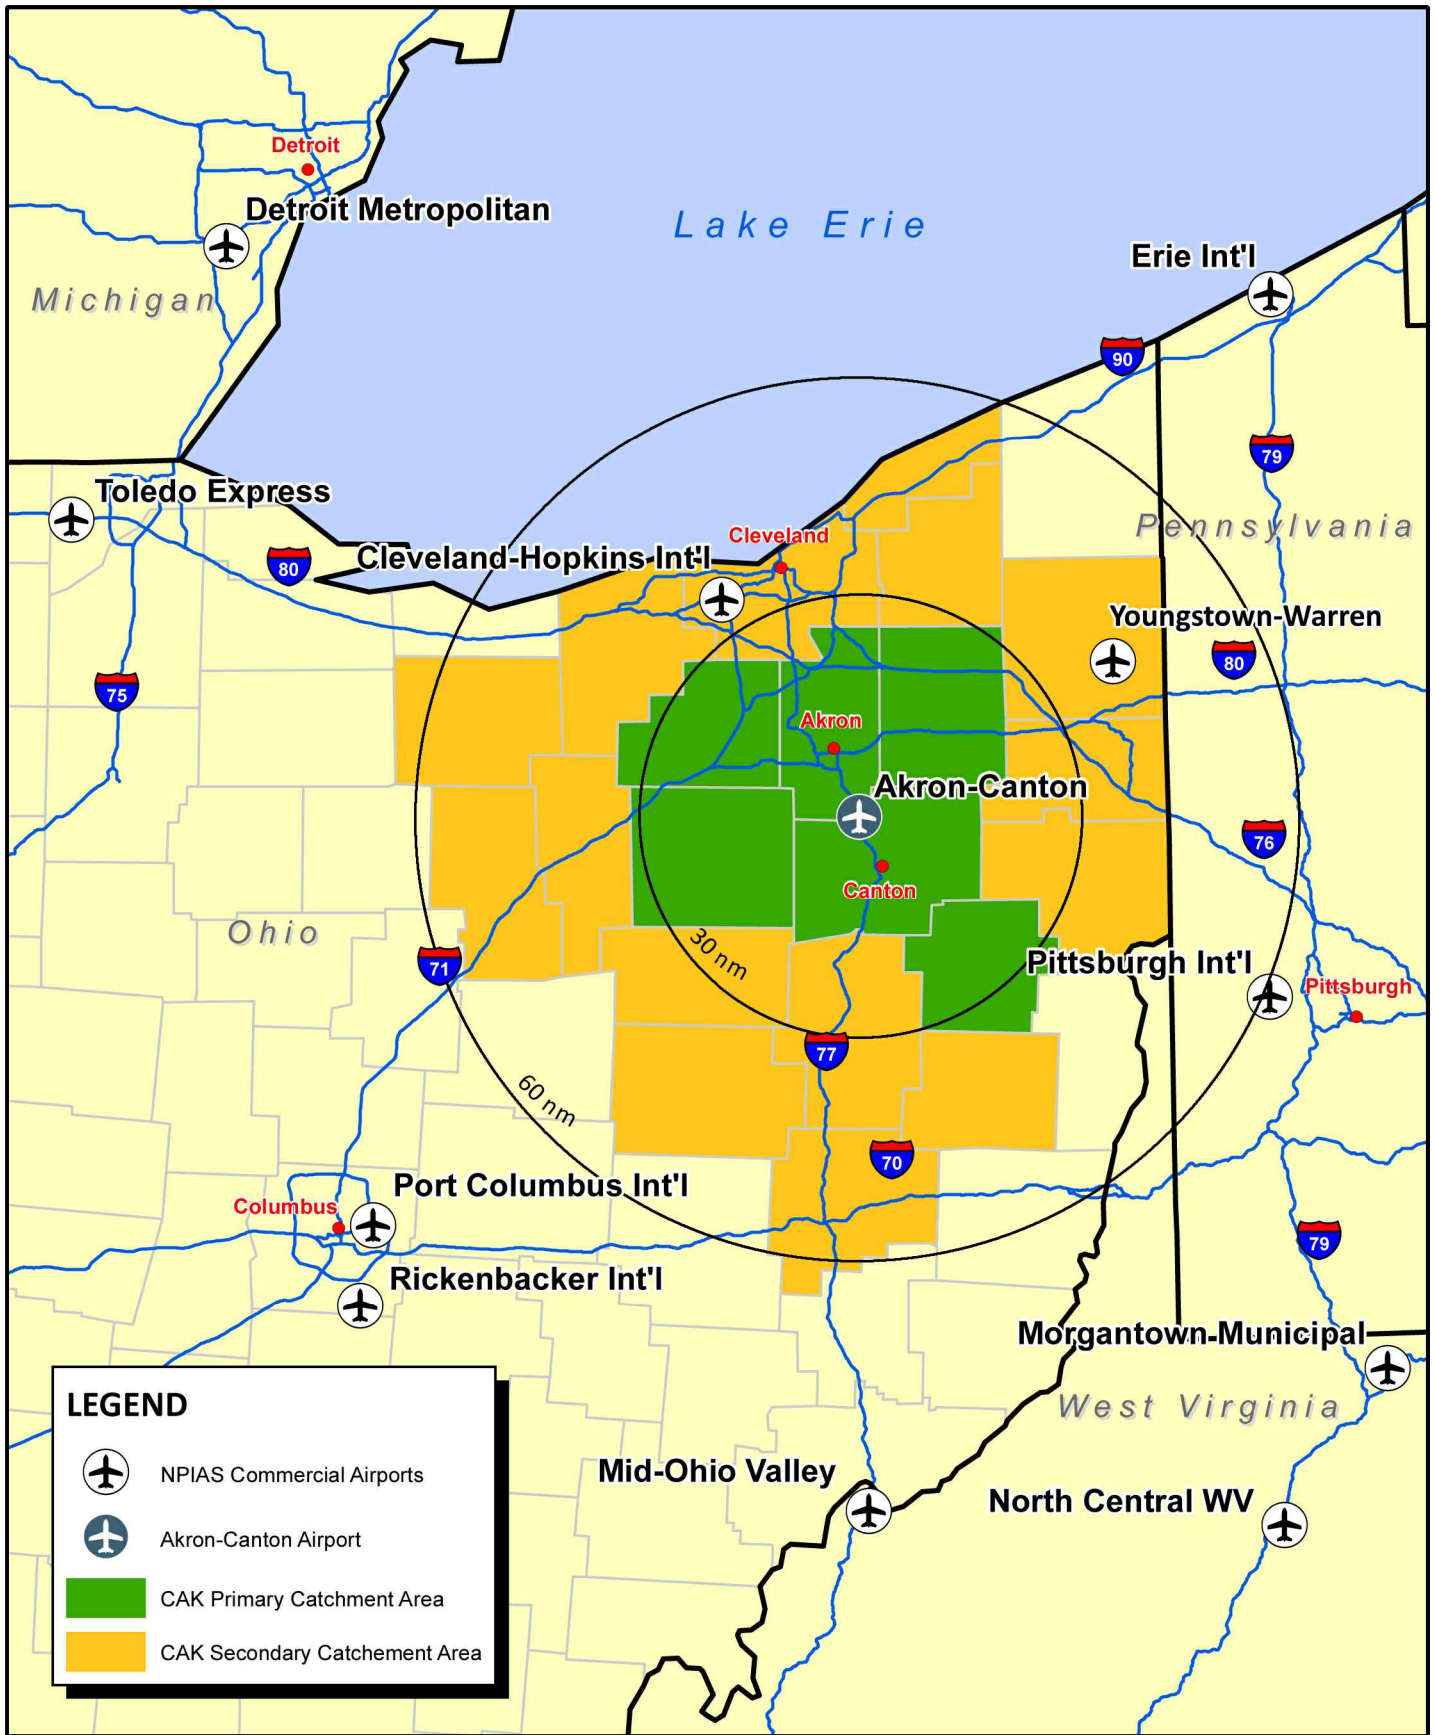 Detroit
Detroit Metropolitan
Lake Erie
Erie Int'l
Michigan
90
79
Toledo Express
Pennsylvania
Cleveland
Cleveland-Hopkins Int'l
80
Youngstown-Warren
80
75
Akron
Akron-Canton
76
Canton
Ohio
30 nm
71
Pittsburgh Int'l
Pittsburgh
77
60 nm
70
Port Columbus Int'l
Columbus
79
Rickenbacker Int'l
Morgantown-Municipal
West Virginia
Mid-Ohio Valley
North Central WV
LEGEND
NPIAS Commercial Airports
Akron-Canton Airport
CAK Primary Catchment Area
CAK Secondary Catchement Area